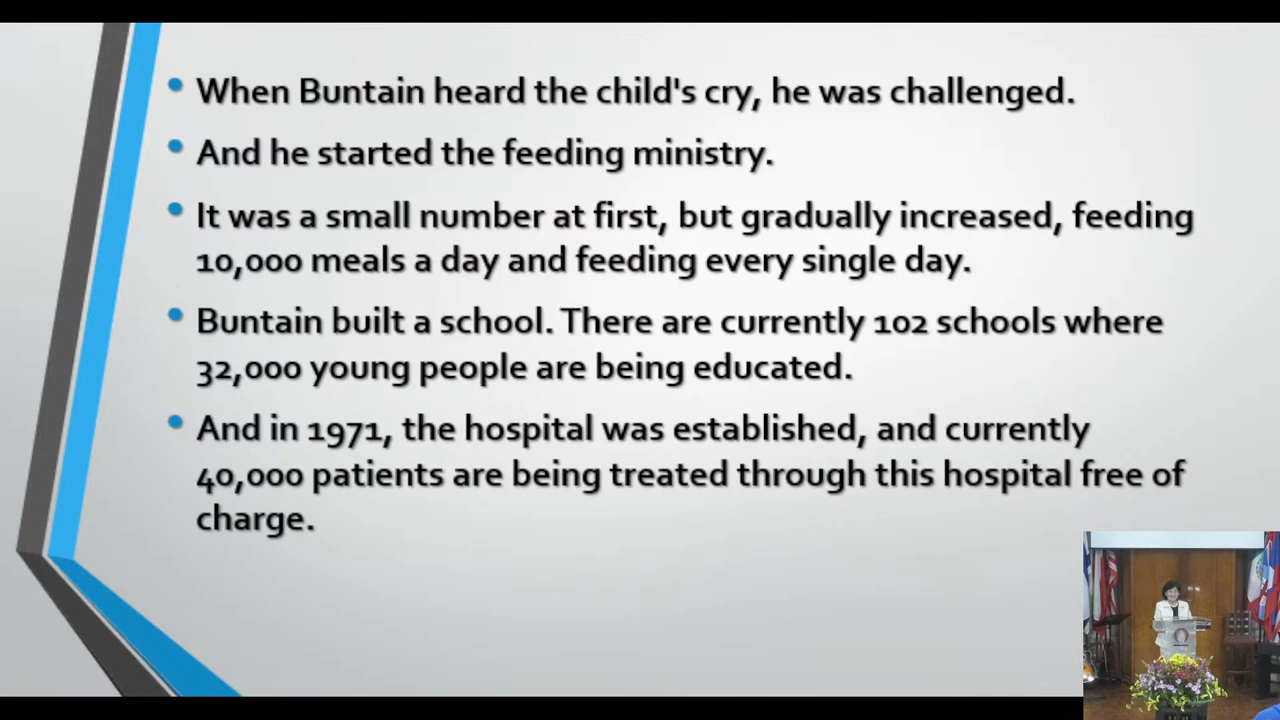 When Buntain heard the child's cry, he was challenged.
And he started the feeding ministry.
It was a small number at first, but gradually increased, feeding
10,000 meals a day and feeding every single day.
Buntain built a school. There are currently 102 schools where
32,000 young people are being educated.
And in 1971, the hospital was established, and currently
40,000 patients are being treated through this hospital free of
charge.